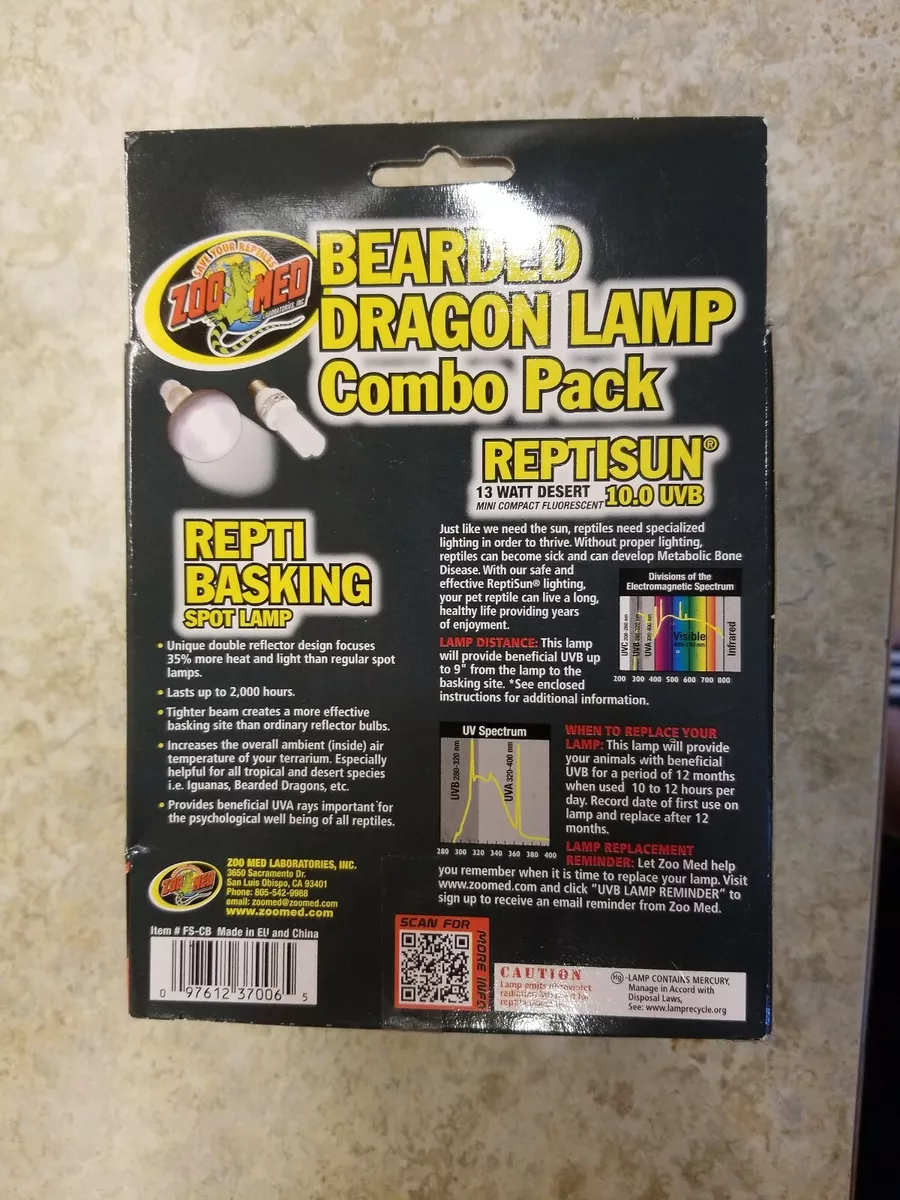 SAVE YOUR REPTILES
ZOO MED
LABORATORIES, INC.
BEARDED
DRAGON LAMP
Combo Pack
REPTISUN®
13 WATT DESERT 10.0 UVB
MINI COMPACT FLUORESCENT
REPTI
BASKING
SPOT LAMP
• Unique double reflector design focuses
35% more heat and light than regular spot
lamps.
• Lasts up to 2,000 hours.
• Tighter beam creates a more effective
basking site than ordinary reflector bulbs.
• Increases the overall ambient (inside) air
temperature of your terrarium. Especially
helpful for all tropical and desert species
i.e. Iguanas, Bearded Dragons, etc.
• Provides beneficial UVA rays important for
the psychological well being of all reptiles.
Just like we need the sun, reptiles need specialized
lighting in order to thrive. Without proper lighting,
reptiles can become sick and can develop Metabolic Bone
Disease. With our safe and
effective ReptiSun® lighting,
your pet reptile can live a long,
healthy life providing years
of enjoyment.
Divisions of the
Electromagnetic Spectrum
Visible
Infrared
200 300 400 500 600 700 800
LAMP DISTANCE: This lamp
will provide beneficial UVB up
to 9" from the lamp to the
basking site. *See enclosed
instructions for additional information.
UV Spectrum
UVB 280-320 nm
UVA 320-400 nm
280 300 320 340 360 380 400
WHEN TO REPLACE YOUR
LAMP: This lamp will provide
your animals with beneficial
UVB for a period of 12 months
when used 10 to 12 hours per
day. Record date of first use on
lamp and replace after 12
months.
LAMP REPLACEMENT
REMINDER: Let Zoo Med help
you remember when it is time to replace your lamp. Visit
www.zoomed.com and click “UVB LAMP REMINDER” to
sign up to receive an email reminder from Zoo Med.
ZOO MED
ZOO MED LABORATORIES, INC.
3650 Sacramento Dr.
San Luis Obispo, CA 93401
Phone: 805-542-9988
email: zoomed@zoomed.com
www.zoomed.com
Item # FS-CB Made in EU and China
0 97612 37006 5
SCAN FOR
MORE INFO
CAUTION
Lamp emits
Hg -LAMP CONTAINS MERCURY,
Manage in Accord with
Disposal Laws,
See: www.lamprecycle.org